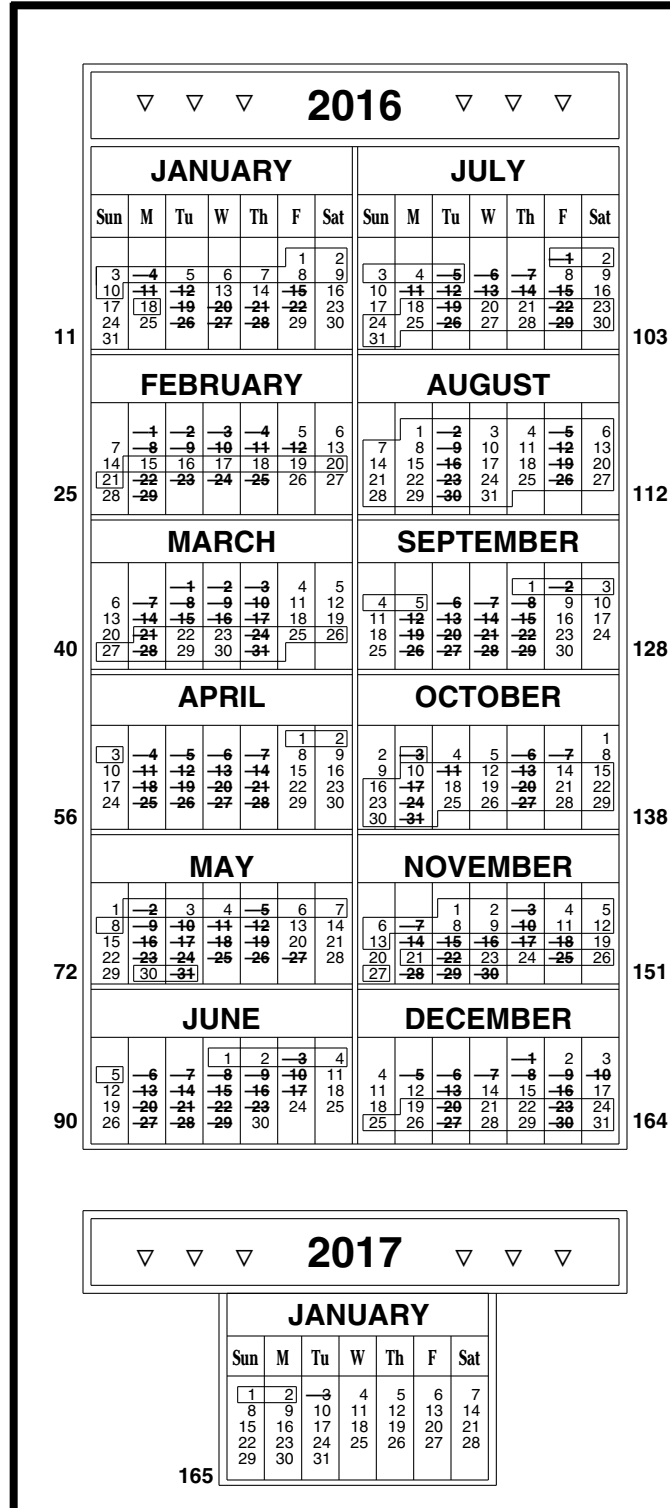 ▽ ▽ ▽ 2016 ▽ ▽ ▽
JANUARY
Sun M Tu W Th F Sat
1 2
3 4 5 6 7 8 9
10 11 12 13 14 15 16
17 18 19 20 21 22 23
24 25 26 27 28 29 30
31
11
JULY
Sun M Tu W Th F Sat
1 2
3 4 5 6 7 8 9
10 11 12 13 14 15 16
17 18 19 20 21 22 23
24 25 26 27 28 29 30
31
103
FEBRUARY
1 2 3 4 5 6
7 8 9 10 11 12 13
14 15 16 17 18 19 20
21 22 23 24 25 26 27
28 29
25
AUGUST
1 2 3 4 5 6
7 8 9 10 11 12 13
14 15 16 17 18 19 20
21 22 23 24 25 26 27
28 29 30 31
112
MARCH
1 2 3 4 5
6 7 8 9 10 11 12
13 14 15 16 17 18 19
20 21 22 23 24 25 26
27 28 29 30 31
40
SEPTEMBER
1 2 3
4 5 6 7 8 9 10
11 12 13 14 15 16 17
18 19 20 21 22 23 24
25 26 27 28 29 30
128
APRIL
1 2
3 4 5 6 7 8 9
10 11 12 13 14 15 16
17 18 19 20 21 22 23
24 25 26 27 28 29 30
56
OCTOBER
1
2 3 4 5 6 7 8
9 10 11 12 13 14 15
16 17 18 19 20 21 22
23 24 25 26 27 28 29
30 31
138
MAY
1 2 3 4 5 6 7
8 9 10 11 12 13 14
15 16 17 18 19 20 21
22 23 24 25 26 27 28
29 30 31
72
NOVEMBER
1 2 3 4 5
6 7 8 9 10 11 12
13 14 15 16 17 18 19
20 21 22 23 24 25 26
27 28 29 30
151
JUNE
1 2 3 4
5 6 7 8 9 10 11
12 13 14 15 16 17 18
19 20 21 22 23 24 25
26 27 28 29 30
90
DECEMBER
1 2 3
4 5 6 7 8 9 10
11 12 13 14 15 16 17
18 19 20 21 22 23 24
25 26 27 28 29 30 31
164
▽ ▽ ▽ 2017 ▽ ▽ ▽
JANUARY
Sun M Tu W Th F Sat
1 2 3 4 5 6 7
8 9 10 11 12 13 14
15 16 17 18 19 20 21
22 23 24 25 26 27 28
29 30 31
165